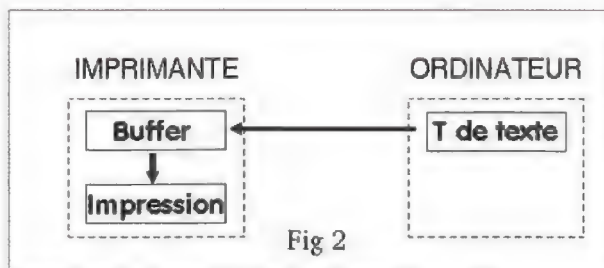 IMPRIMANTE ORDINATEUR
Buffer T de texte
Impression
Fig 2